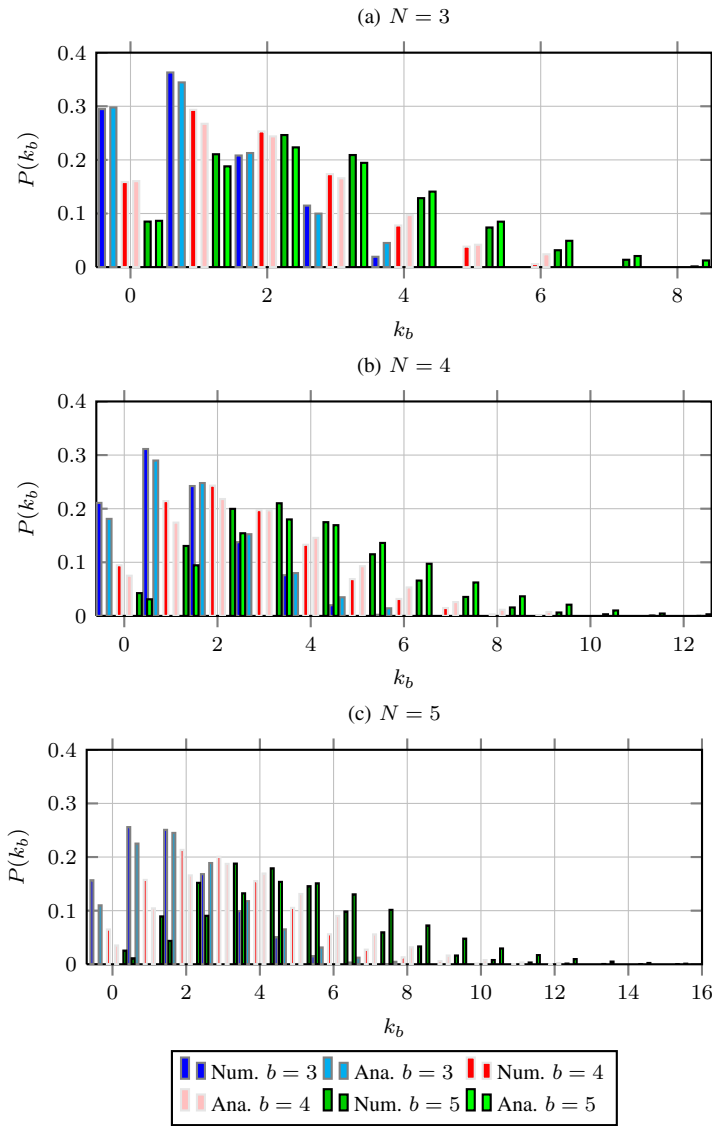 (a) N = 3
0.4
0.3
0.2
0.1
0
P(k_b)
0 2 4 6 8
k_b
(b) N = 4
0.4
0.3
0.2
0.1
0
P(k_b)
0 2 4 6 8 10 12
k_b
(c) N = 5
0.4
0.3
0.2
0.1
0
P(k_b)
0 2 4 6 8 10 12 14 16
k_b
Num. b = 3 Ana. b = 3 Num. b = 4
Ana. b = 4 Num. b = 5 Ana. b = 5